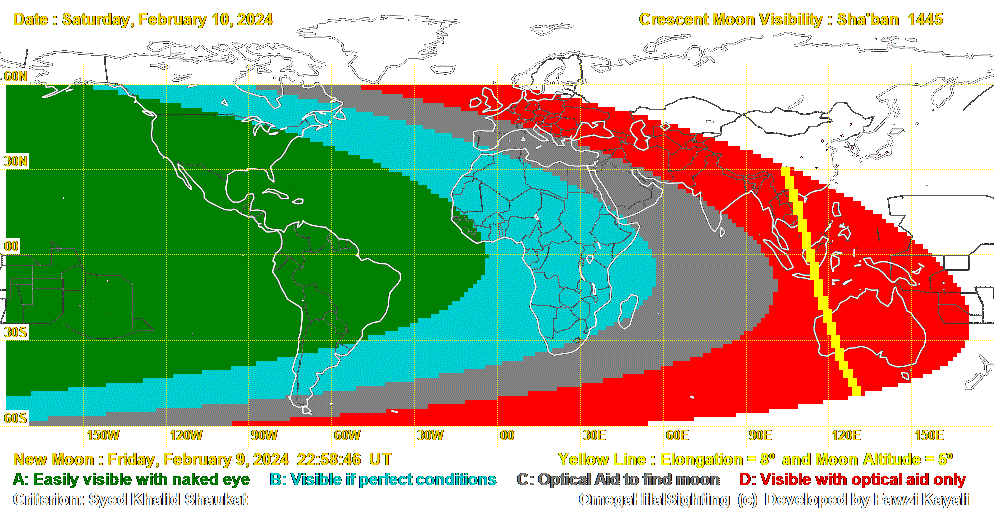 Date : Saturday, February 10, 2024 Crescent Moon Visibility : Sha'ban 1445
60N
30N
00
30S
60S
150W 120W 90W 60W 30W 00 30E 60E 90E 120E 150E
New Moon : Friday, February 9, 2024 22:58:46 UT Yellow Line : Elongation = 8° and Moon Altitude = 5°
A: Easily visible with naked eye B: Visible if perfect conditions C: Optical Aid to find moon D: Visible with optical aid only
Criterion: Syed Khalid Shaukat OmegaHilalSighting (c) Developed by Fawzi Kayali